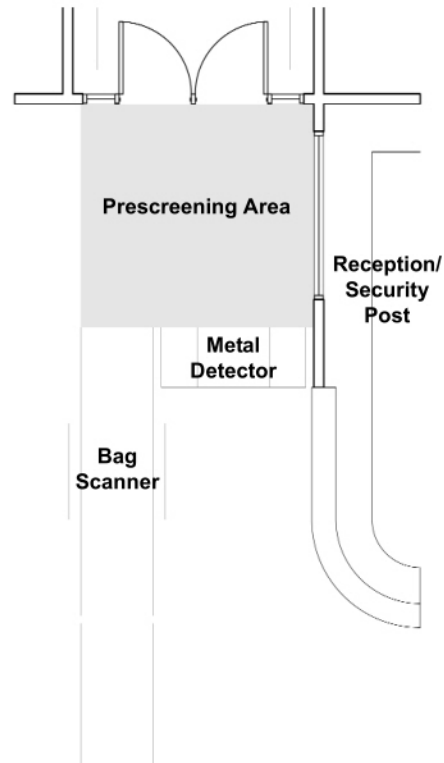 Prescreening Area
Reception/
Security
Post
Metal
Detector
Bag
Scanner